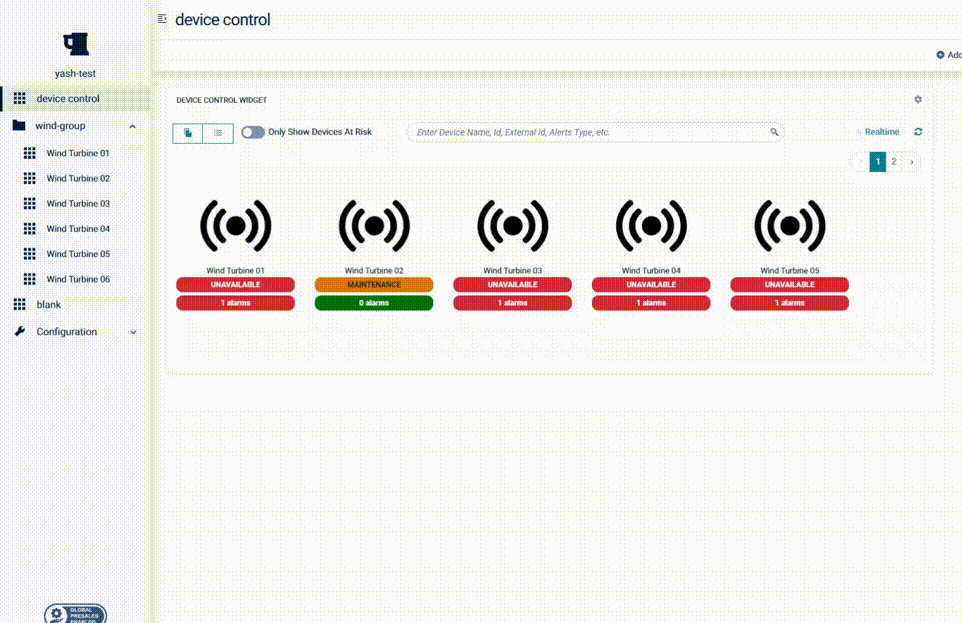 device control
yash-test
Add
device control
wind-group
Wind Turbine 01
Wind Turbine 02
Wind Turbine 03
Wind Turbine 04
Wind Turbine 05
Wind Turbine 06
blank
Configuration
GLOBAL
PRESALES
ENABLED
DEVICE CONTROL WIDGET
Only Show Devices At Risk
Enter Device Name, Id, External Id, Alerts Type, etc.
Realtime
1 2
Wind Turbine 01 Wind Turbine 02 Wind Turbine 03 Wind Turbine 04 Wind Turbine 05
UNAVAILABLE MAINTENANCE UNAVAILABLE UNAVAILABLE UNAVAILABLE
1 alarms 0 alarms 1 alarms 1 alarms 1 alarms